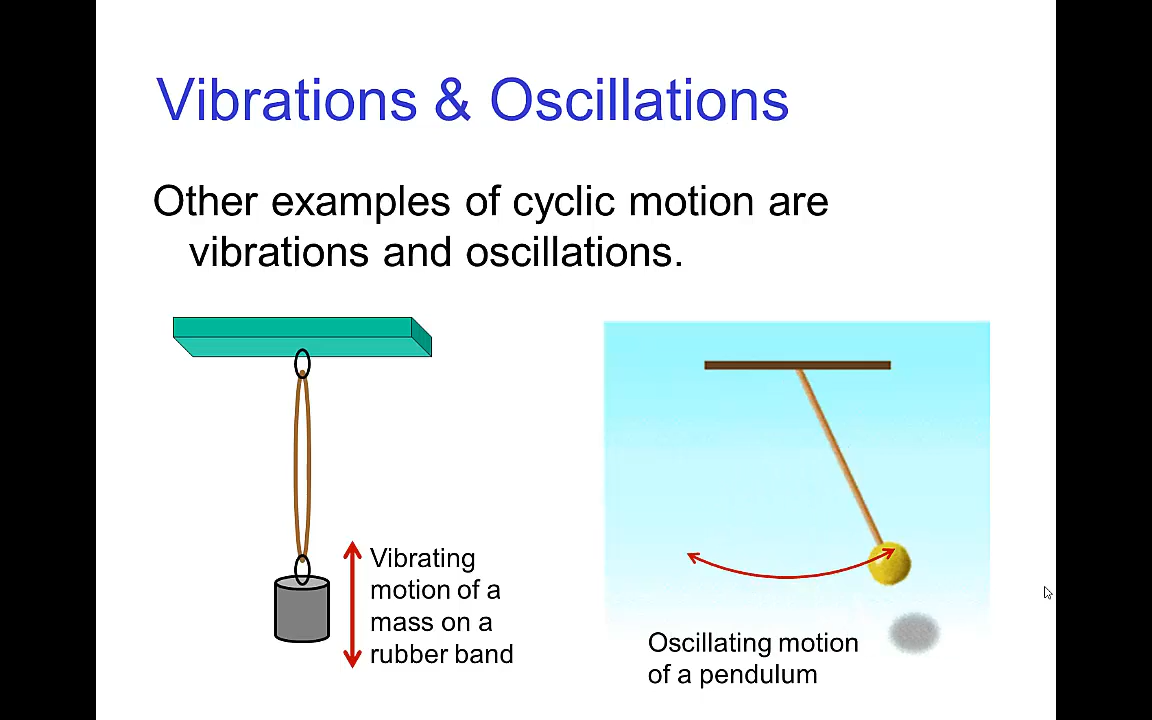 Vibrations & Oscillations
Other examples of cyclic motion are
vibrations and oscillations.
Vibrating
motion of a
mass on a
rubber band
Oscillating motion
of a pendulum